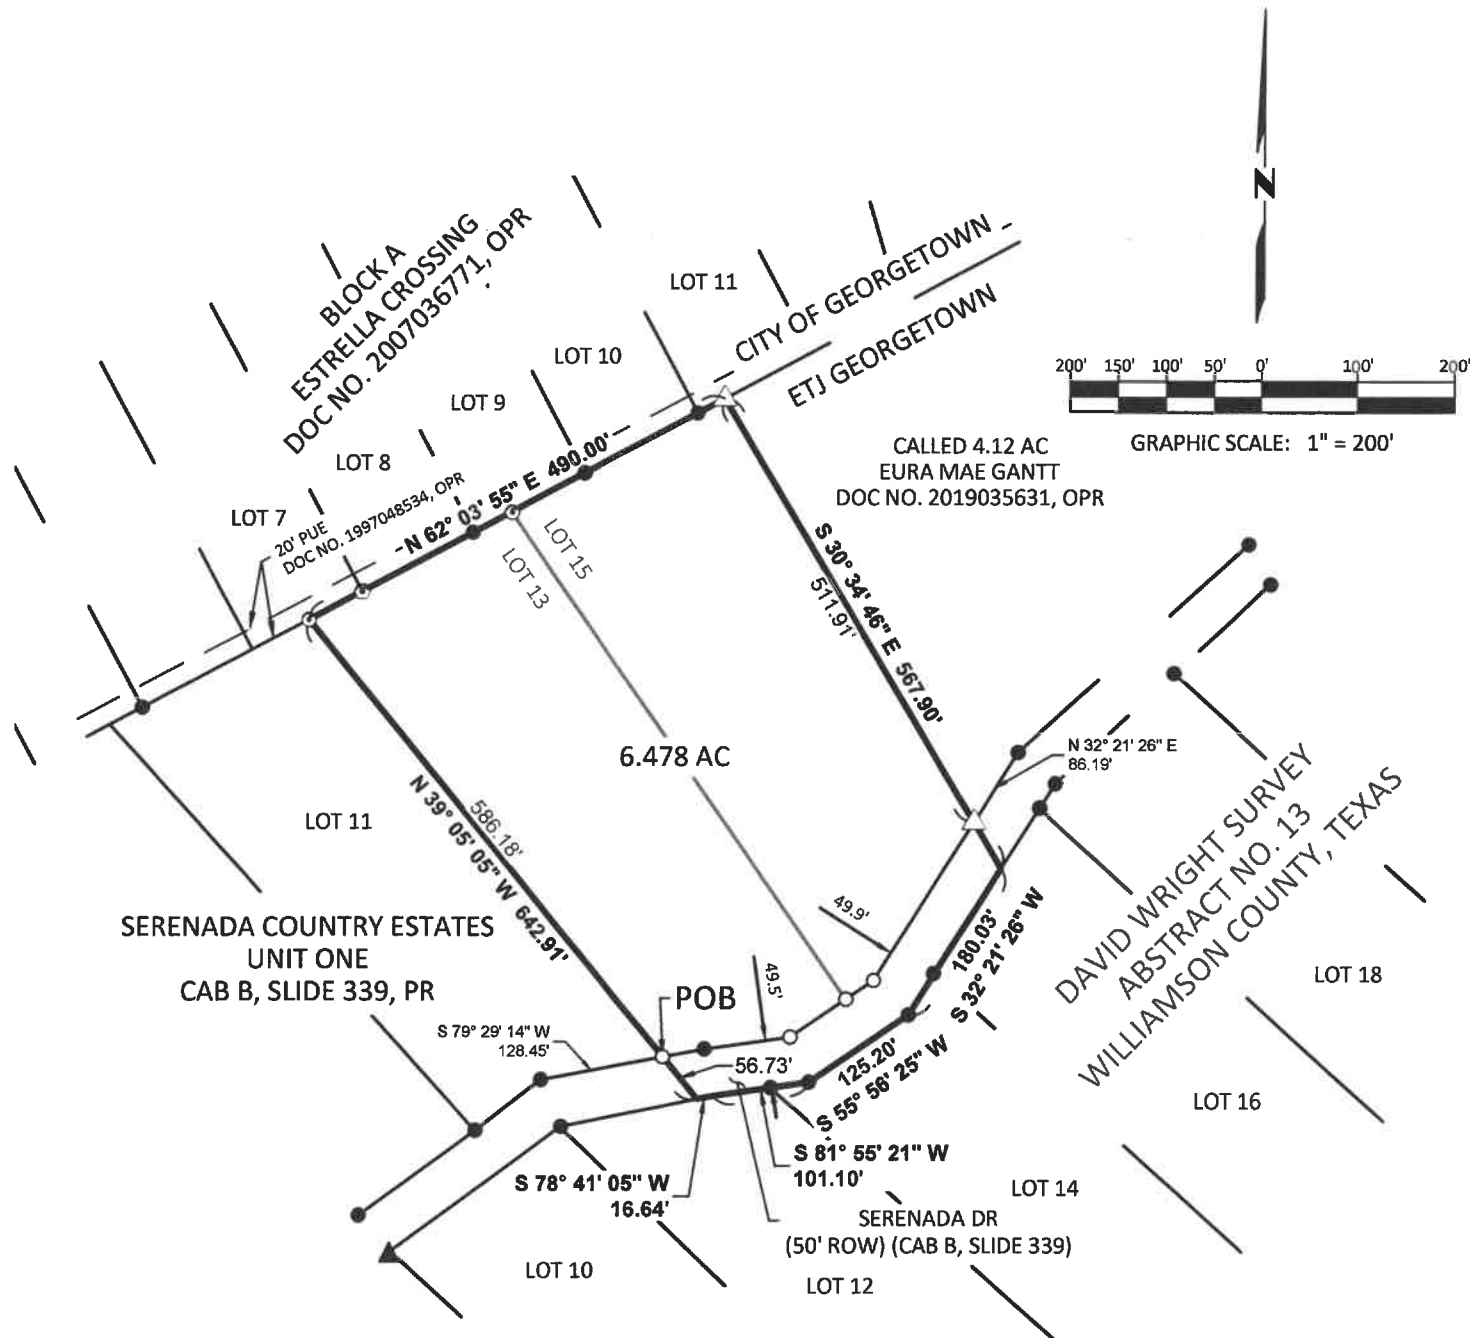 N
200' 150' 100' 50' 0' 100' 200'
GRAPHIC SCALE: 1" = 200'
BLOCK A
ESTRELLA CROSSING
DOC NO. 2007036771, OPR
LOT 11
CITY OF GEORGETOWN
ETJ GEORGETOWN
LOT 10
LOT 9
LOT 8
LOT 7
20' PUE
DOC NO. 1997048534, OPR
N 62° 03' 55" E 490.00'
CALLED 4.12 AC
EURA MAE GANTT
DOC NO. 2019035631, OPR
LOT 15
LOT 13
S 30° 34' 46" E 567.90'
511.91'
6.478 AC
N 32° 21' 26" E
86.19'
LOT 11
586.18'
N 39° 05' 05" W 642.91'
SERENADA COUNTRY ESTATES
UNIT ONE
CAB B, SLIDE 339, PR
DAVID WRIGHT SURVEY
ABSTRACT NO. 13
WILLIAMSON COUNTY, TEXAS
49.9'
49.5'
POB
180.03'
S 32° 21' 26" W
LOT 18
S 79° 29' 14" W
128.45'
56.73'
125.20'
S 55° 56' 25" W
LOT 16
S 81° 55' 21" W
101.10'
S 78° 41' 05" W
16.64'
LOT 14
SERENADA DR
(50' ROW) (CAB B, SLIDE 339)
LOT 10
LOT 12